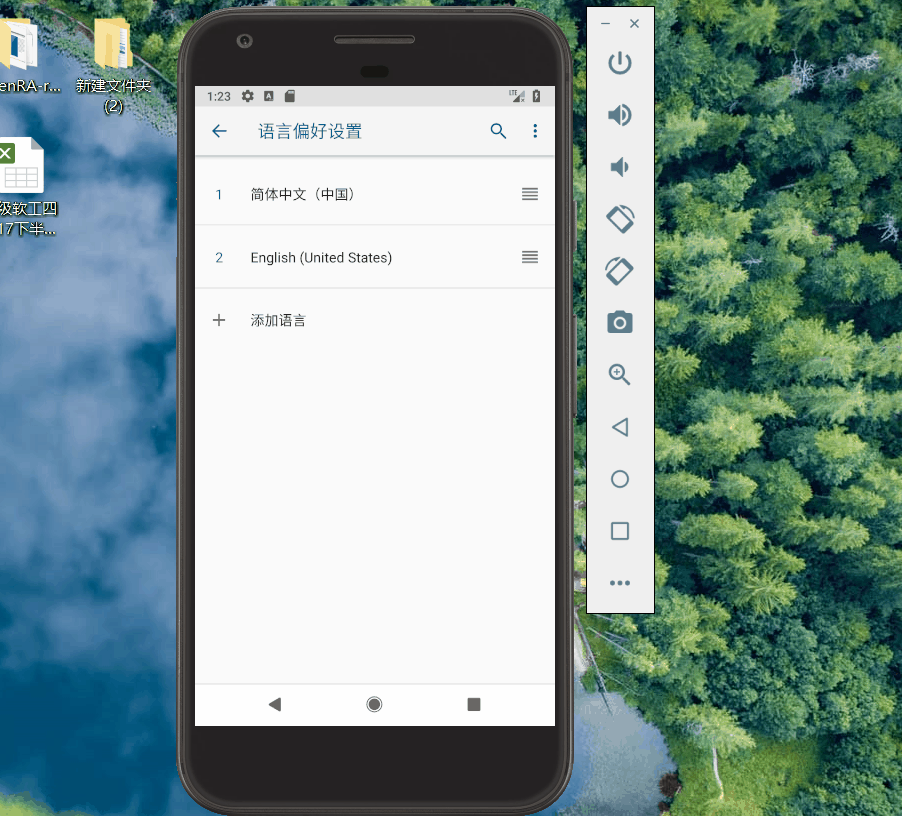 enRA-r...
新建文件夹
(2)
级软工四
17下半...
1:23
LTE
语言偏好设置
1
简体中文（中国）
2
English (United States)
添加语言